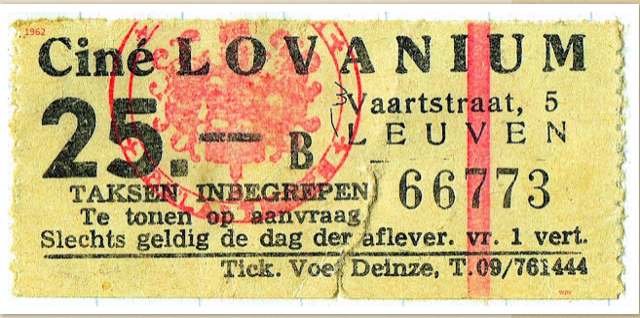 1962
Ciné LOVANIUM
25.— B
Vaartstraat, 5
LEUVEN
66773
TAKSEN INBEGREPEN
Te tonen op aanvraag
Slechts geldig de dag der aflever. vr. 1 vert.
Tick. Voet Deinze, T.09/761444